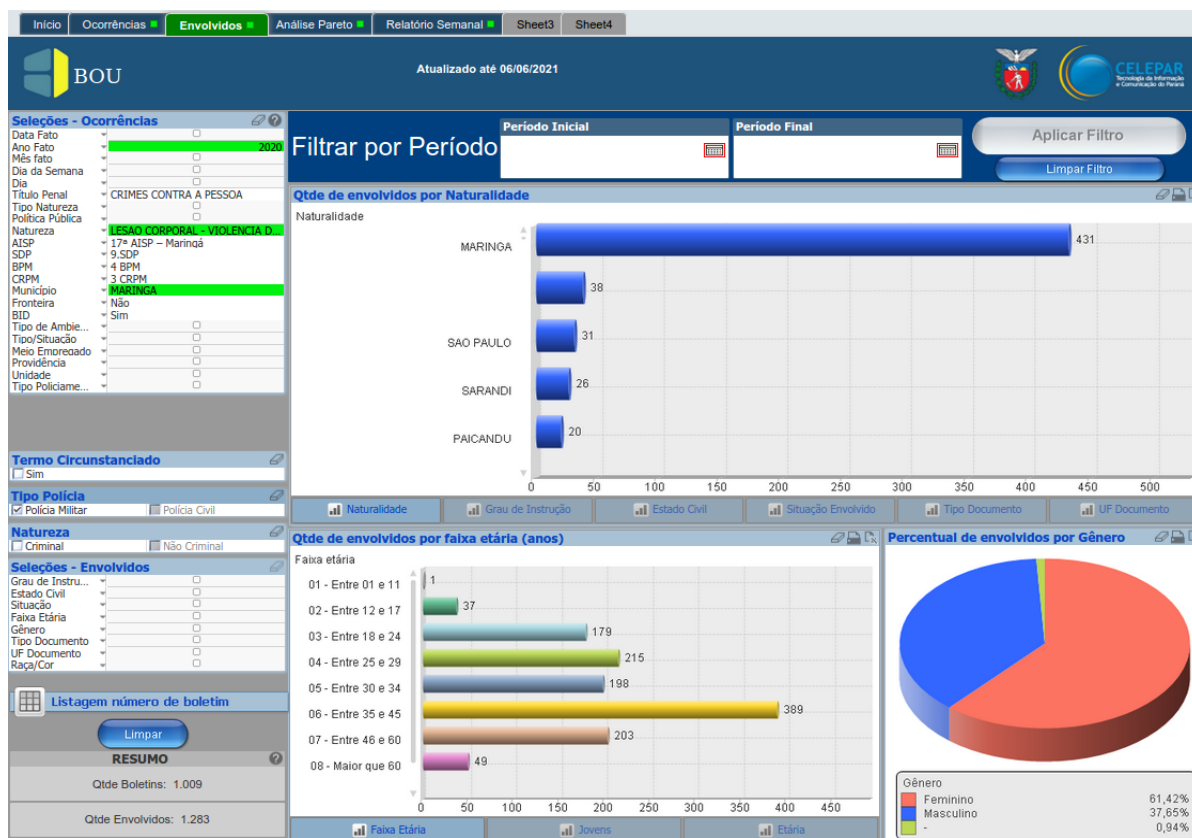 Início Ocorrências Envolvidos Análise Pareto Relatório Semanal Sheet3 Sheet4
BOU
Atualizado até 06/06/2021
CELEPAR
Tecnologia da Informação
e Comunicação do Paraná
Seleções - Ocorrências
Data Fato
Ano Fato 2020
Mês fato
Dia da Semana
Dia
Título Penal CRIMES CONTRA A PESSOA
Tipo Natureza
Política Pública
Natureza LESAO CORPORAL - VIOLENCIA D...
AISP 17ª AISP – Maringá
SDP 9.SDP
BPM 4 BPM
CRPM 3 CRPM
Município MARINGA
Fronteira Não
BID Sim
Tipo de Ambie...
Tipo/Situação
Meio Empregado
Providência
Unidade
Tipo Policiame...
Termo Circunstanciado
Sim
Tipo Polícia
Polícia Militar Polícia Civil
Natureza
Criminal Não Criminal
Seleções - Envolvidos
Grau de Instru...
Estado Civil
Situação
Faixa Etária
Gênero
Tipo Documento
UF Documento
Raça/Cor
Listagem número de boletim
Limpar
RESUMO
Qtde Boletins: 1.009
Qtde Envolvidos: 1.283
Filtrar por Período
Período Inicial
Período Final
Aplicar Filtro
Limpar Filtro
Qtde de envolvidos por Naturalidade
Naturalidade
MARINGA 431
38
SAO PAULO 31
SARANDI 26
PAICANDU 20
0 50 100 150 200 250 300 350 400 450 500
Naturalidade Grau de Instrução Estado Civil Situação Envolvido Tipo Documento UF Documento
Qtde de envolvidos por faixa etária (anos)
Faixa etária
01 - Entre 01 e 11 1
02 - Entre 12 e 17 37
03 - Entre 18 e 24 179
04 - Entre 25 e 29 215
05 - Entre 30 e 34 198
06 - Entre 35 e 45 389
07 - Entre 46 e 60 203
08 - Maior que 60 49
0 50 100 150 200 250 300 350 400 450
Faixa Etária Jovens Etária
Percentual de envolvidos por Gênero
Gênero
Feminino 61,42%
Masculino 37,65%
- 0,94%